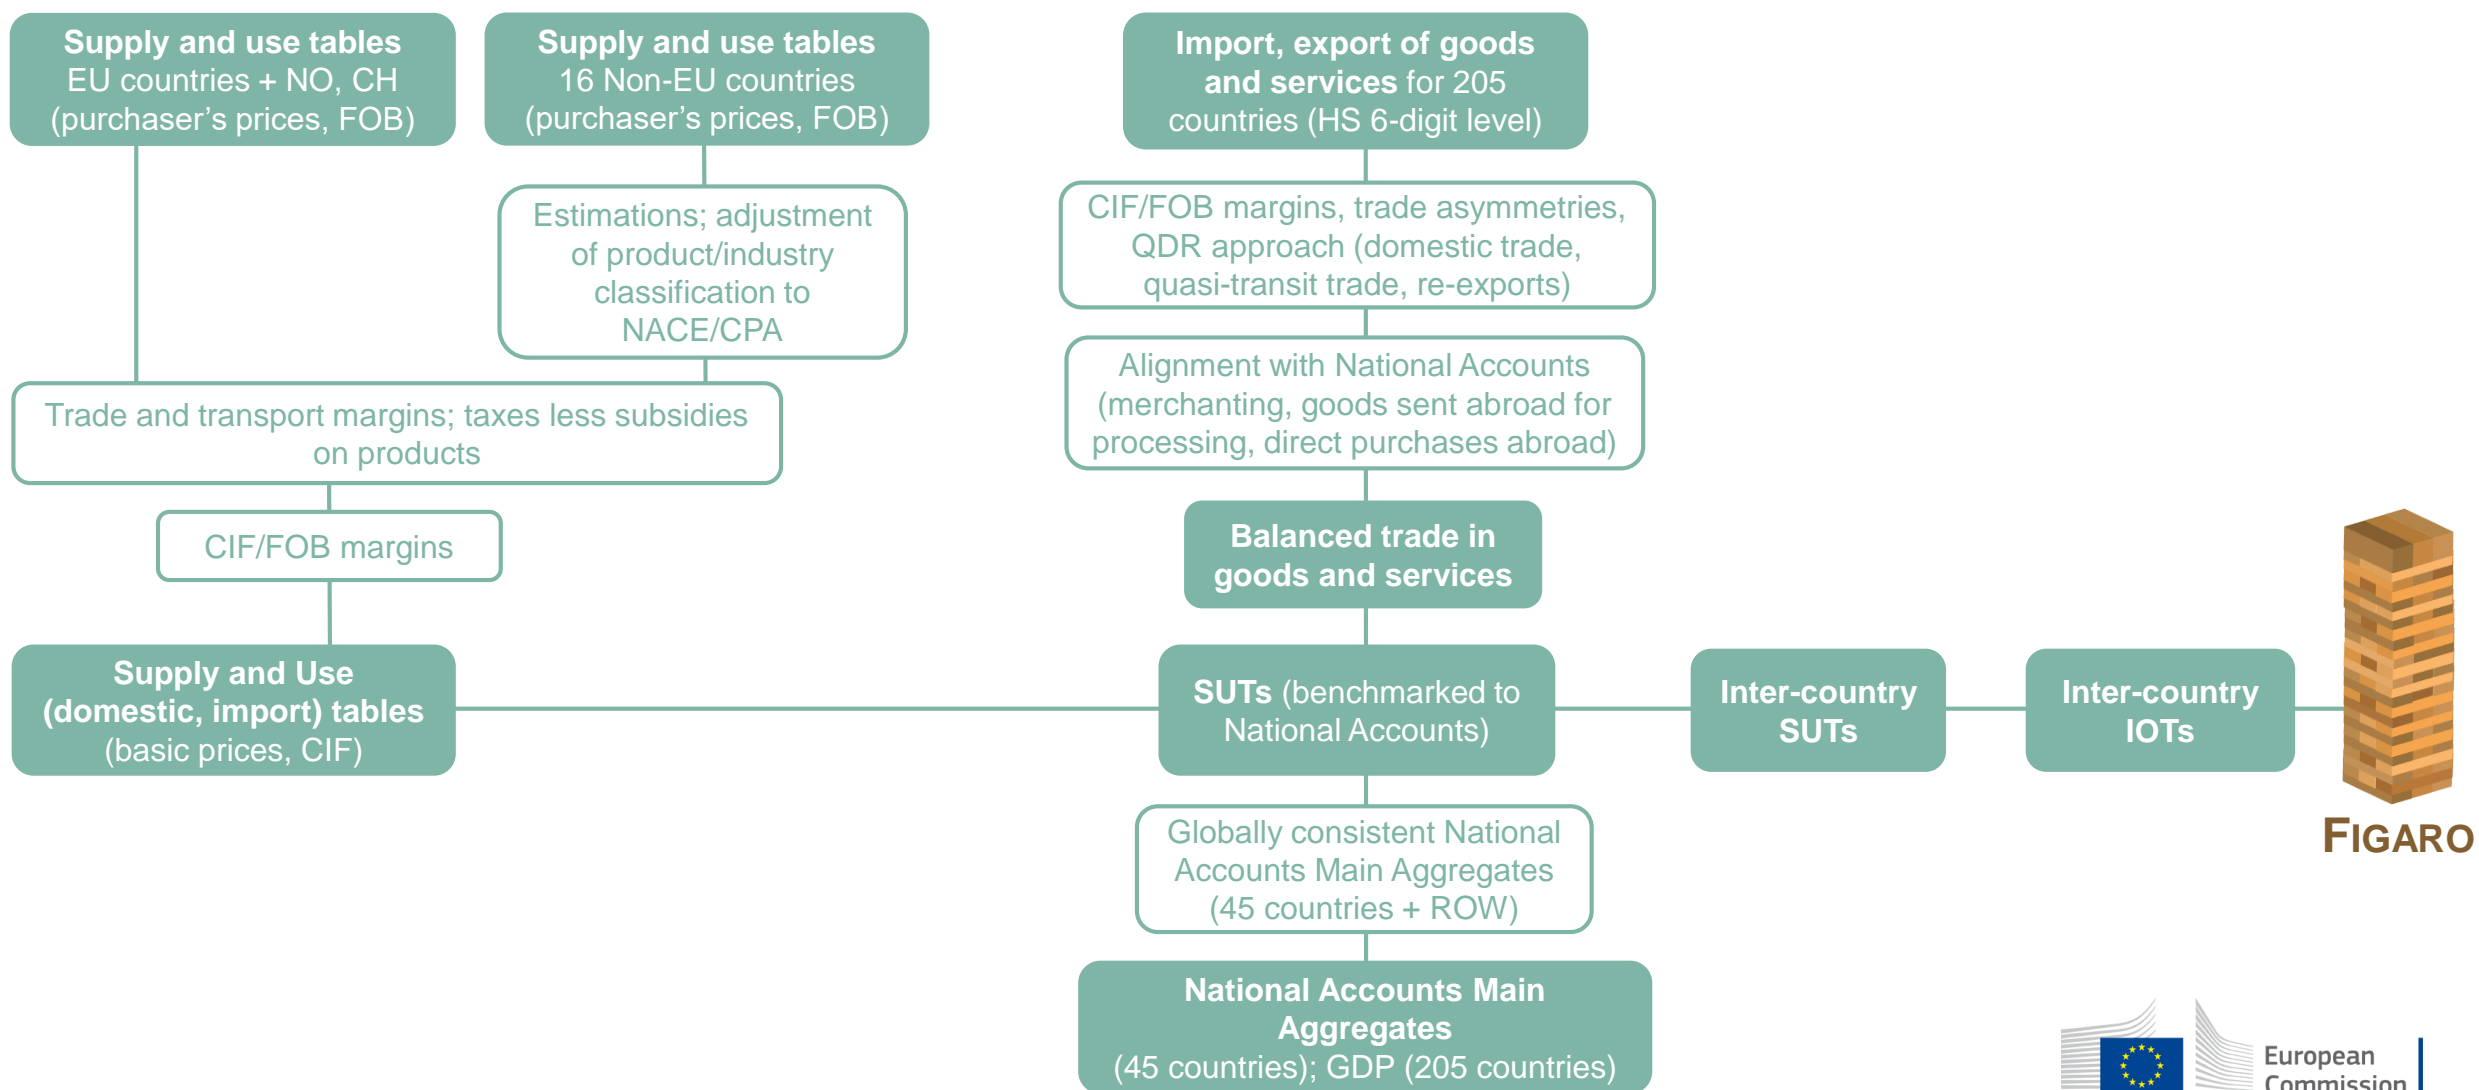 Supply and use tables
EU countries + NO, CH
(purchaser's prices, FOB)
Supply and use tables
16 Non-EU countries
(purchaser's prices, FOB)
Import, export of goods
and services for 205
countries (HS 6-digit level)
Estimations; adjustment
of product/industry
classification to
NACE/CPA
CIF/FOB margins, trade asymmetries,
QDR approach (domestic trade,
quasi-transit trade, re-exports)
Alignment with National Accounts
(merchanting, goods sent abroad for
processing, direct purchases abroad)
Trade and transport margins; taxes less subsidies
on products
CIF/FOB margins
Balanced trade in
goods and services
Supply and Use
(domestic, import) tables
(basic prices, CIF)
SUTs (benchmarked to
National Accounts)
Inter-country
SUTs
Inter-country
IOTs
FIGARO
Globally consistent National
Accounts Main Aggregates
(45 countries + ROW)
National Accounts Main
Aggregates
(45 countries); GDP (205 countries)
European
Commission